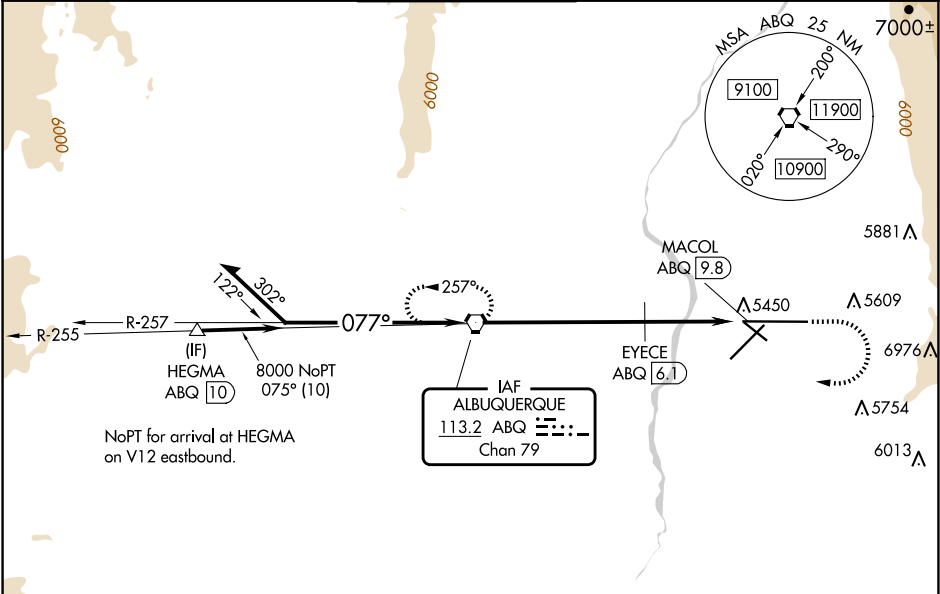 7000±
MSA ABQ 25 NM
200°
9100
11900
290°
020°
10900
6000
6000
6000
5881
MACOL
ABQ 9.8
257°
5450
5609
302°
122°
R-257
077°
R-255
(IF)
HEGMA
ABQ 10
8000 NoPT
075° (10)
EYECE
ABQ 6.1
6976
IAF
ALBUQUERQUE
113.2 ABQ
Chan 79
5754
6013
NoPT for arrival at HEGMA
on V12 eastbound.